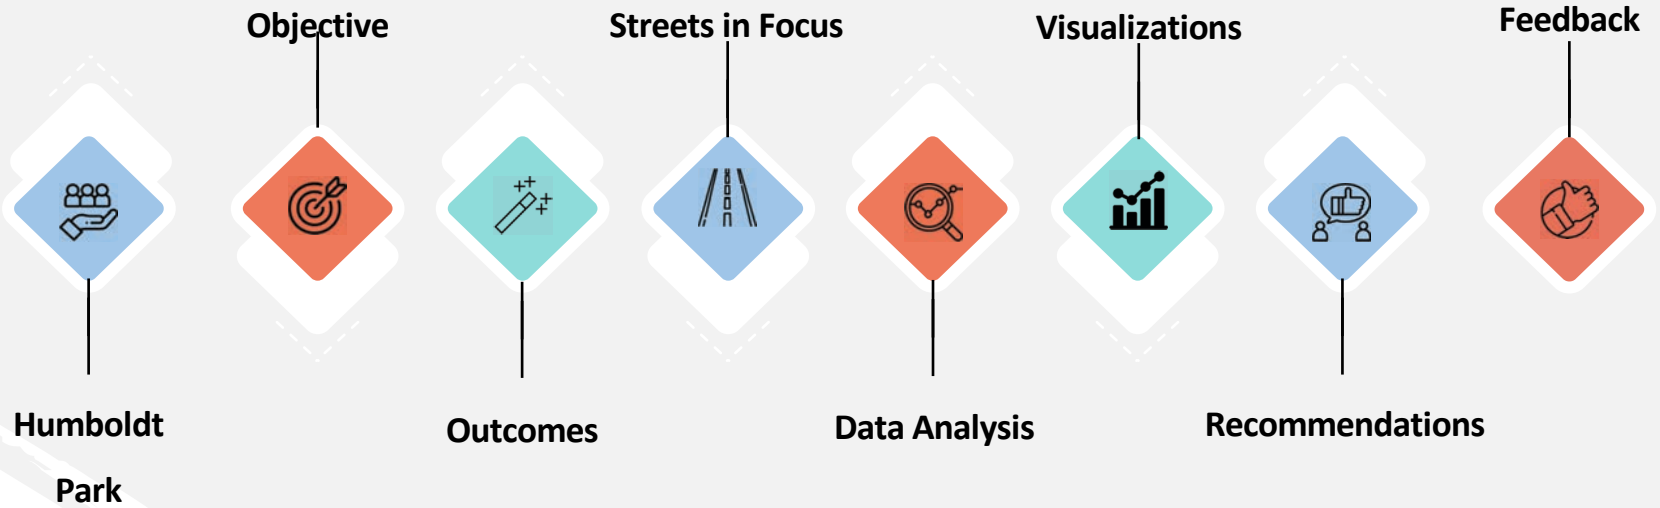 Objective
Streets in Focus
Visualizations
Feedback
Humboldt
Park
Outcomes
Data Analysis
Recommendations